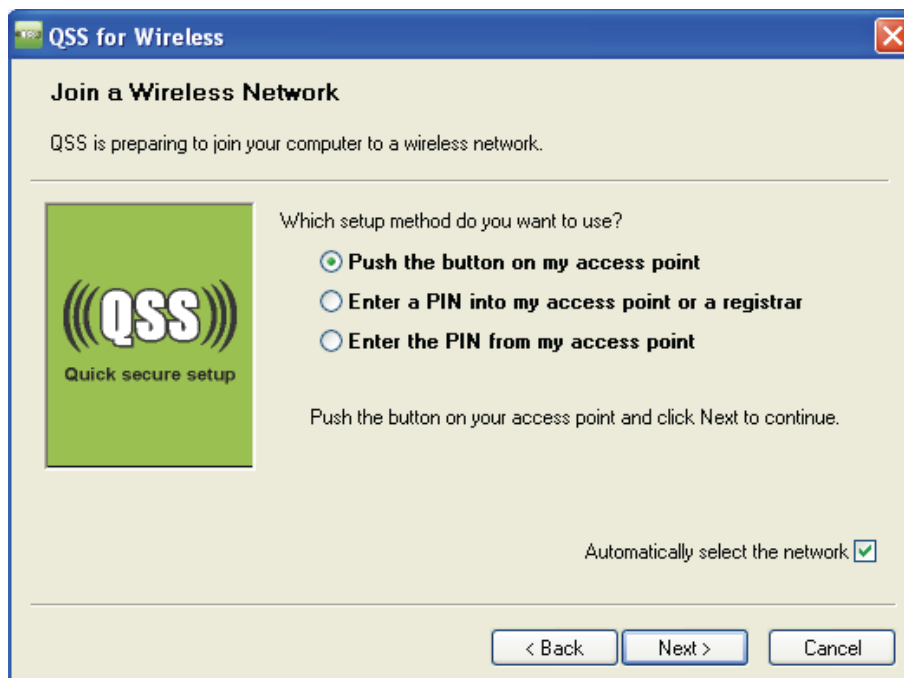 QSS for Wireless
Join a Wireless Network
QSS is preparing to join your computer to a wireless network.
Which setup method do you want to use?
Push the button on my access point
Enter a PIN into my access point or a registrar
Enter the PIN from my access point
(((QSS)))
Quick secure setup
Push the button on your access point and click Next to continue.
Automatically select the network
< Back
Next >
Cancel